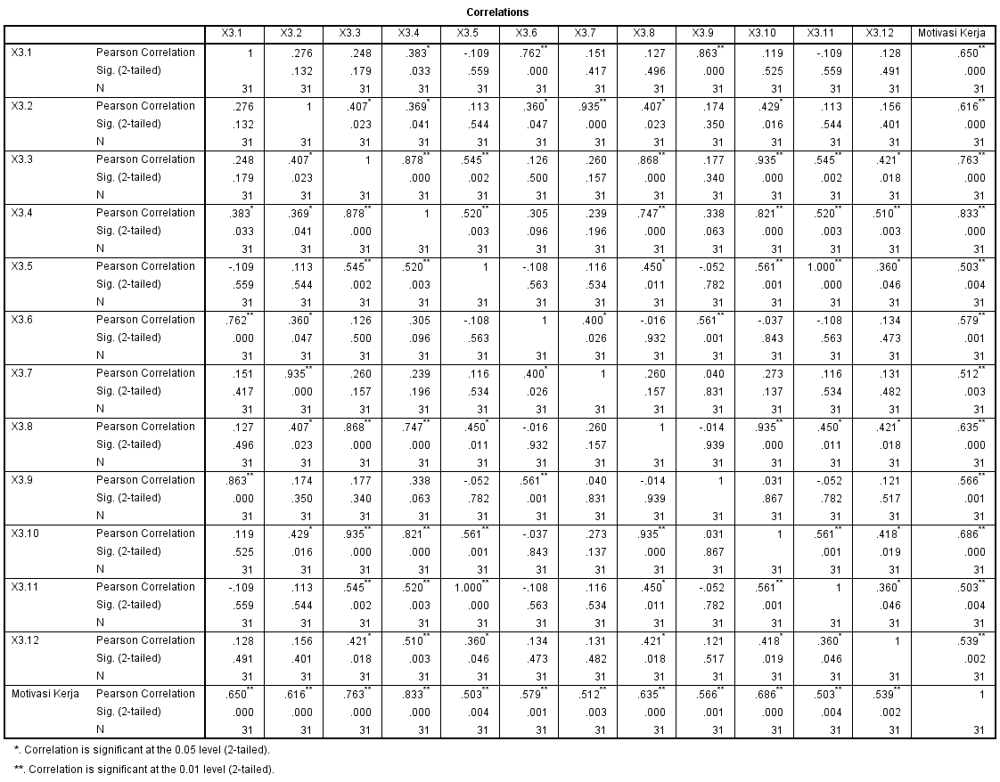 Correlations
X3.1 X3.2 X3.3 X3.4 X3.5 X3.6 X3.7 X3.8 X3.9 X3.10 X3.11 X3.12 Motivasi Kerja
X3.1 Pearson Correlation 1 .276 .248 .383* -.109 .762** .151 .127 .863** .119 -.109 .128 .650**
Sig. (2-tailed) .132 .179 .033 .559 .000 .417 .496 .000 .525 .559 .491 .000
N 31 31 31 31 31 31 31 31 31 31 31 31 31
X3.2 Pearson Correlation .276 1 .407* .369* .113 .360* .935** .407* .174 .429* .113 .156 .616**
Sig. (2-tailed) .132 .023 .041 .544 .047 .000 .023 .350 .016 .544 .401 .000
N 31 31 31 31 31 31 31 31 31 31 31 31 31
X3.3 Pearson Correlation .248 .407* 1 .878** .545** .126 .260 .868** .177 .935** .545** .421* .763**
Sig. (2-tailed) .179 .023 .000 .002 .500 .157 .000 .340 .000 .002 .018 .000
N 31 31 31 31 31 31 31 31 31 31 31 31 31
X3.4 Pearson Correlation .383* .369* .878** 1 .520** .305 .239 .747** .338 .821** .520** .510** .833**
Sig. (2-tailed) .033 .041 .000 .003 .096 .196 .000 .063 .000 .003 .003 .000
N 31 31 31 31 31 31 31 31 31 31 31 31 31
X3.5 Pearson Correlation -.109 .113 .545** .520** 1 -.108 .116 .450* -.052 .561** 1.000** .360* .503**
Sig. (2-tailed) .559 .544 .002 .003 .563 .534 .011 .782 .001 .000 .046 .004
N 31 31 31 31 31 31 31 31 31 31 31 31 31
X3.6 Pearson Correlation .762** .360* .126 .305 -.108 1 .400* -.016 .561** -.037 -.108 .134 .579**
Sig. (2-tailed) .000 .047 .500 .096 .563 .026 .932 .001 .843 .563 .473 .001
N 31 31 31 31 31 31 31 31 31 31 31 31 31
X3.7 Pearson Correlation .151 .935** .260 .239 .116 .400* 1 .260 .040 .273 .116 .131 .512**
Sig. (2-tailed) .417 .000 .157 .196 .534 .026 .157 .831 .137 .534 .482 .003
N 31 31 31 31 31 31 31 31 31 31 31 31 31
X3.8 Pearson Correlation .127 .407* .868** .747** .450* -.016 .260 1 -.014 .935** .450* .421* .635**
Sig. (2-tailed) .496 .023 .000 .000 .011 .932 .157 .939 .000 .011 .018 .000
N 31 31 31 31 31 31 31 31 31 31 31 31 31
X3.9 Pearson Correlation .863** .174 .177 .338 -.052 .561** .040 -.014 1 .031 -.052 .121 .566**
Sig. (2-tailed) .000 .350 .340 .063 .782 .001 .831 .939 .867 .782 .517 .001
N 31 31 31 31 31 31 31 31 31 31 31 31 31
X3.10 Pearson Correlation .119 .429* .935** .821** .561** -.037 .273 .935** .031 1 .561** .418* .686**
Sig. (2-tailed) .525 .016 .000 .000 .001 .843 .137 .000 .867 .001 .019 .000
N 31 31 31 31 31 31 31 31 31 31 31 31 31
X3.11 Pearson Correlation -.109 .113 .545** .520** 1.000** -.108 .116 .450* -.052 .561** 1 .360* .503**
Sig. (2-tailed) .559 .544 .002 .003 .000 .563 .534 .011 .782 .001 .046 .004
N 31 31 31 31 31 31 31 31 31 31 31 31 31
X3.12 Pearson Correlation .128 .156 .421* .510** .360* .134 .131 .421* .121 .418* .360* 1 .539**
Sig. (2-tailed) .491 .401 .018 .003 .046 .473 .482 .018 .517 .019 .046 .002
N 31 31 31 31 31 31 31 31 31 31 31 31 31
Motivasi Kerja Pearson Correlation .650** .616** .763** .833** .503** .579** .512** .635** .566** .686** .503** .539** 1
Sig. (2-tailed) .000 .000 .000 .000 .004 .001 .003 .000 .001 .000 .004 .002
N 31 31 31 31 31 31 31 31 31 31 31 31 31
*. Correlation is significant at the 0.05 level (2-tailed).
**. Correlation is significant at the 0.01 level (2-tailed).